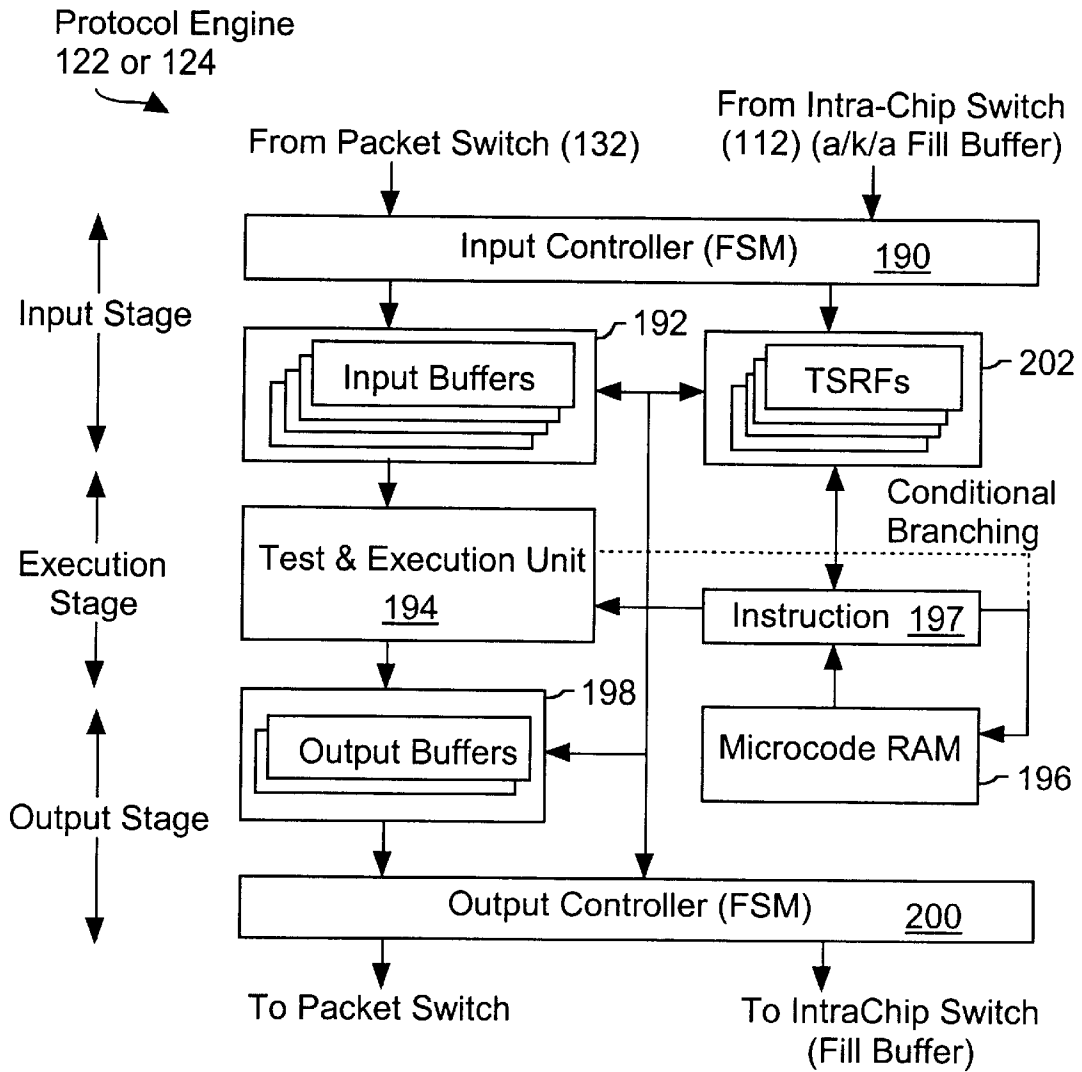 Protocol Engine
122 or 124
From Packet Switch (132)
From Intra-Chip Switch
(112) (a/k/a Fill Buffer)
Input Controller (FSM) 190
Input Stage
192
Input Buffers
202
TSRFs
Conditional
Branching
Execution
Stage
Test & Execution Unit
194
Instruction 197
198
Output Buffers
Microcode RAM
196
Output Stage
Output Controller (FSM) 200
To Packet Switch
To IntraChip Switch
(Fill Buffer)